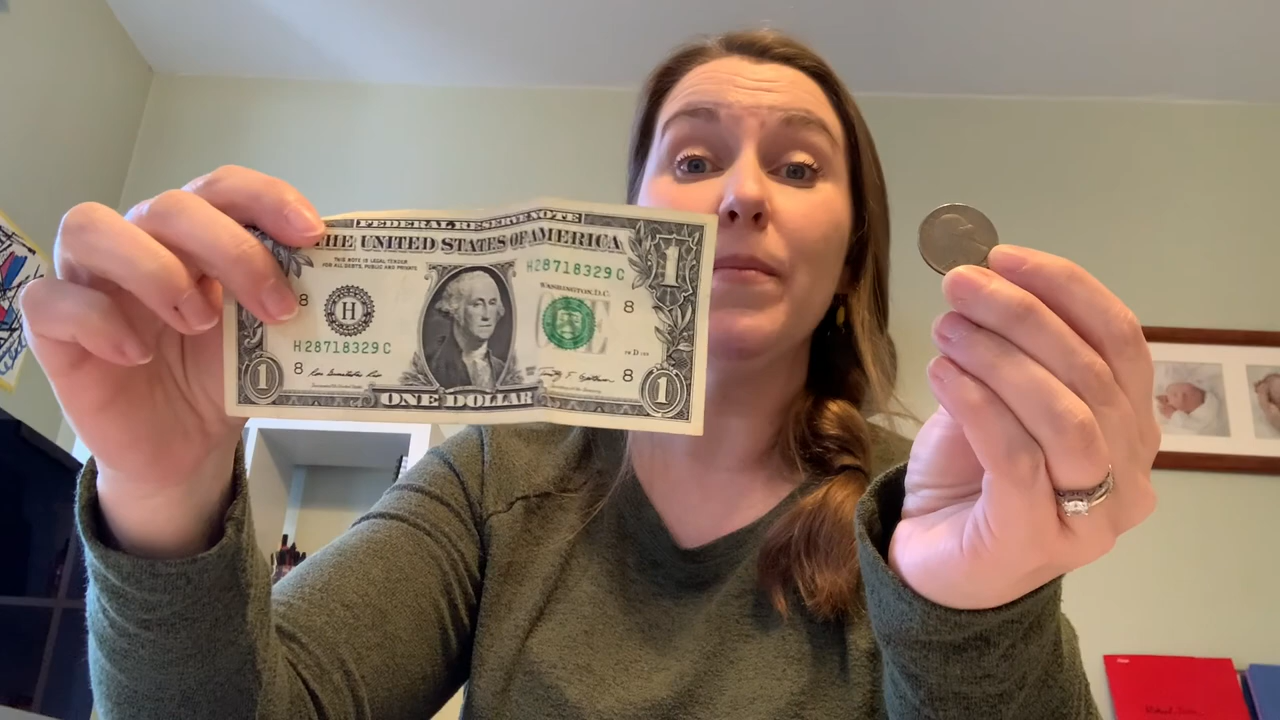 FEDERAL RESERVE NOTE
THE UNITED STATES OF AMERICA
THIS NOTE IS LEGAL TENDER
FOR ALL DEBTS, PUBLIC AND PRIVATE
H28718329C
1
WASHINGTON, D.C.
8
8
H
H28718329C
8
8
1
ONE DOLLAR
1